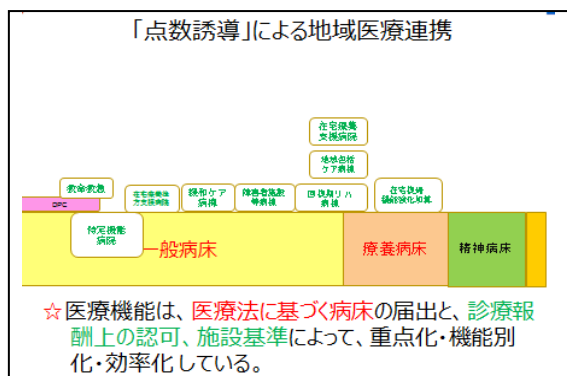 「点数誘導」による地域医療連携
在宅療養
支援病院
地域包括
ケア病棟
救命救急
在宅療養後
方支援病院
緩和ケア
病棟
障害者施設
等病棟
回復期リハ
病棟
在宅復帰
機能強化加算
DPC
特定機能
病院
一般病床
療養病床
精神病床
☆医療機能は、医療法に基づく病床の届出と、診療報
酬上の認可、施設基準によって、重点化・機能別
化・効率化している。